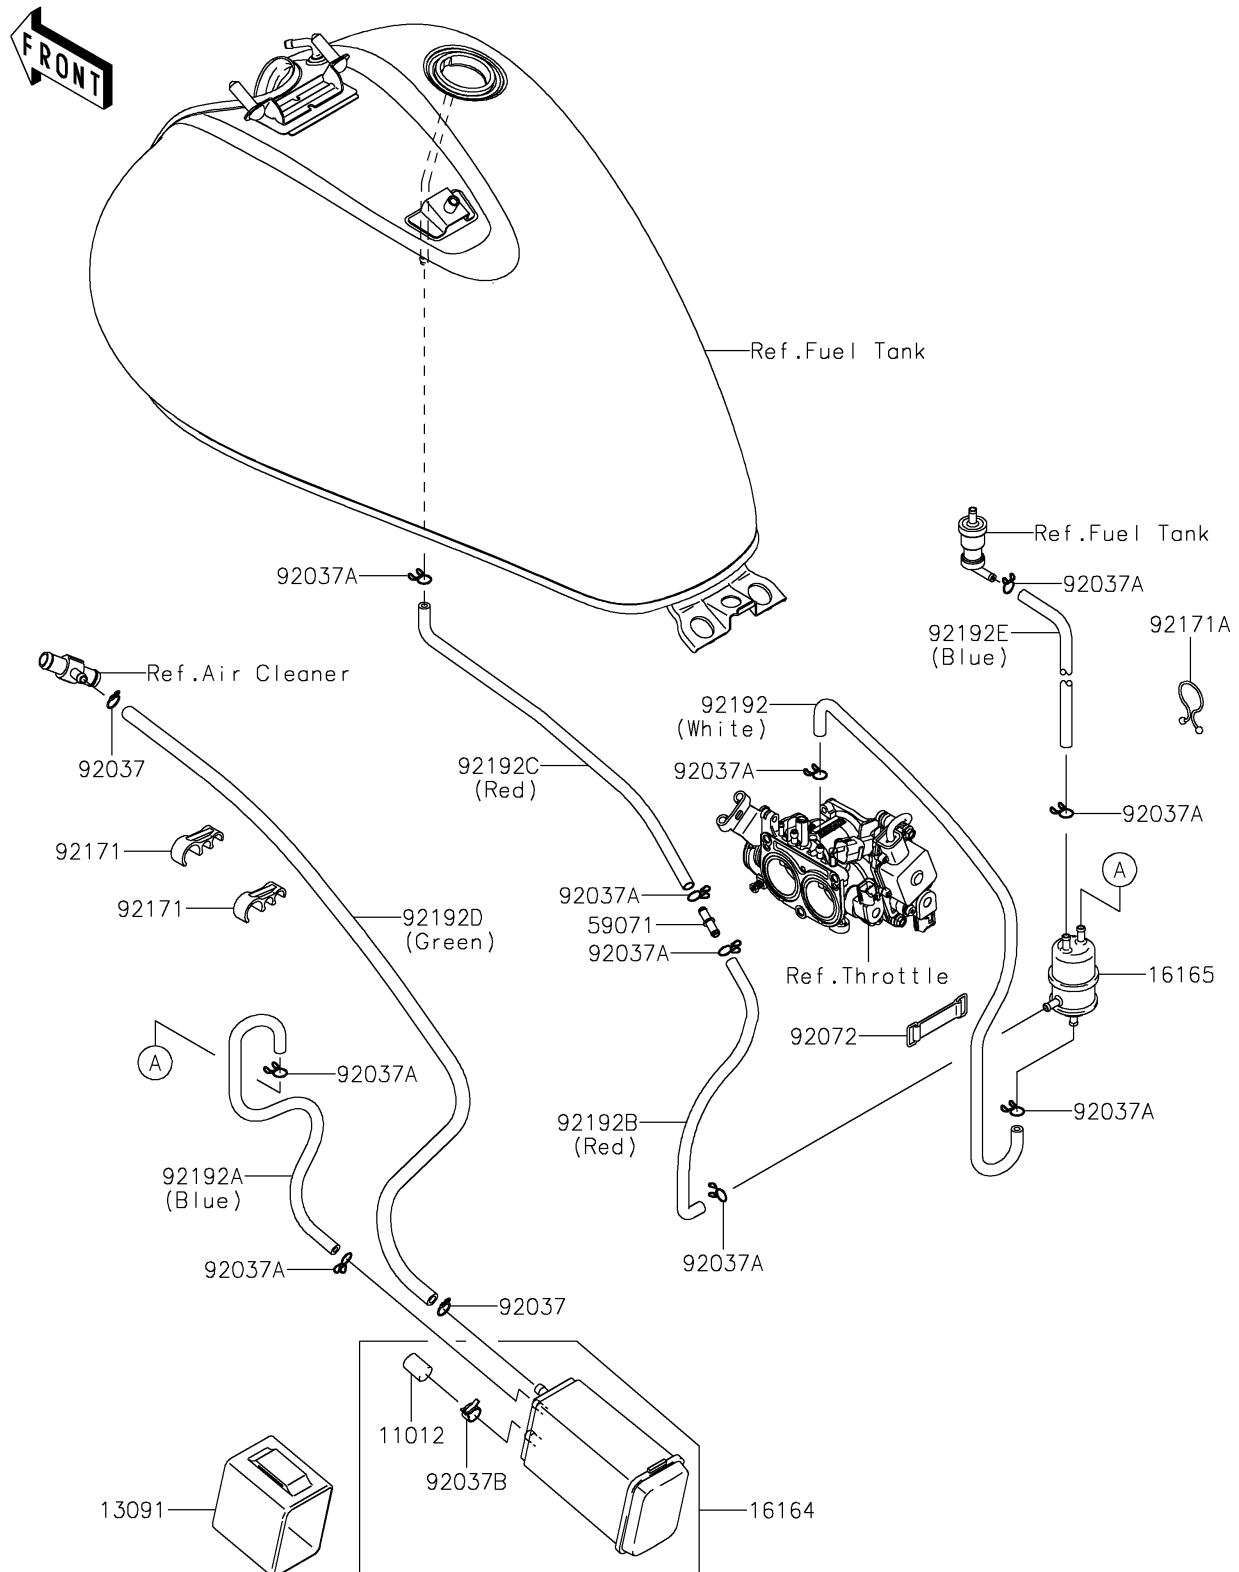 FRONT
Ref.Fuel Tank
Ref.Fuel Tank
92037A
92037A
92171A
92192E
(Blue)
Ref.Air Cleaner
92192
(White)
92037
92192C
(Red)
92037A
92037A
92171
A
92037A
92171
92192D
(Green)
59071
92037A
Ref.Throttle
16165
92072
A
92037A
92037A
92192B
(Red)
92192A
(Blue)
92037A
92037A
92037
11012
92037B
13091
16164